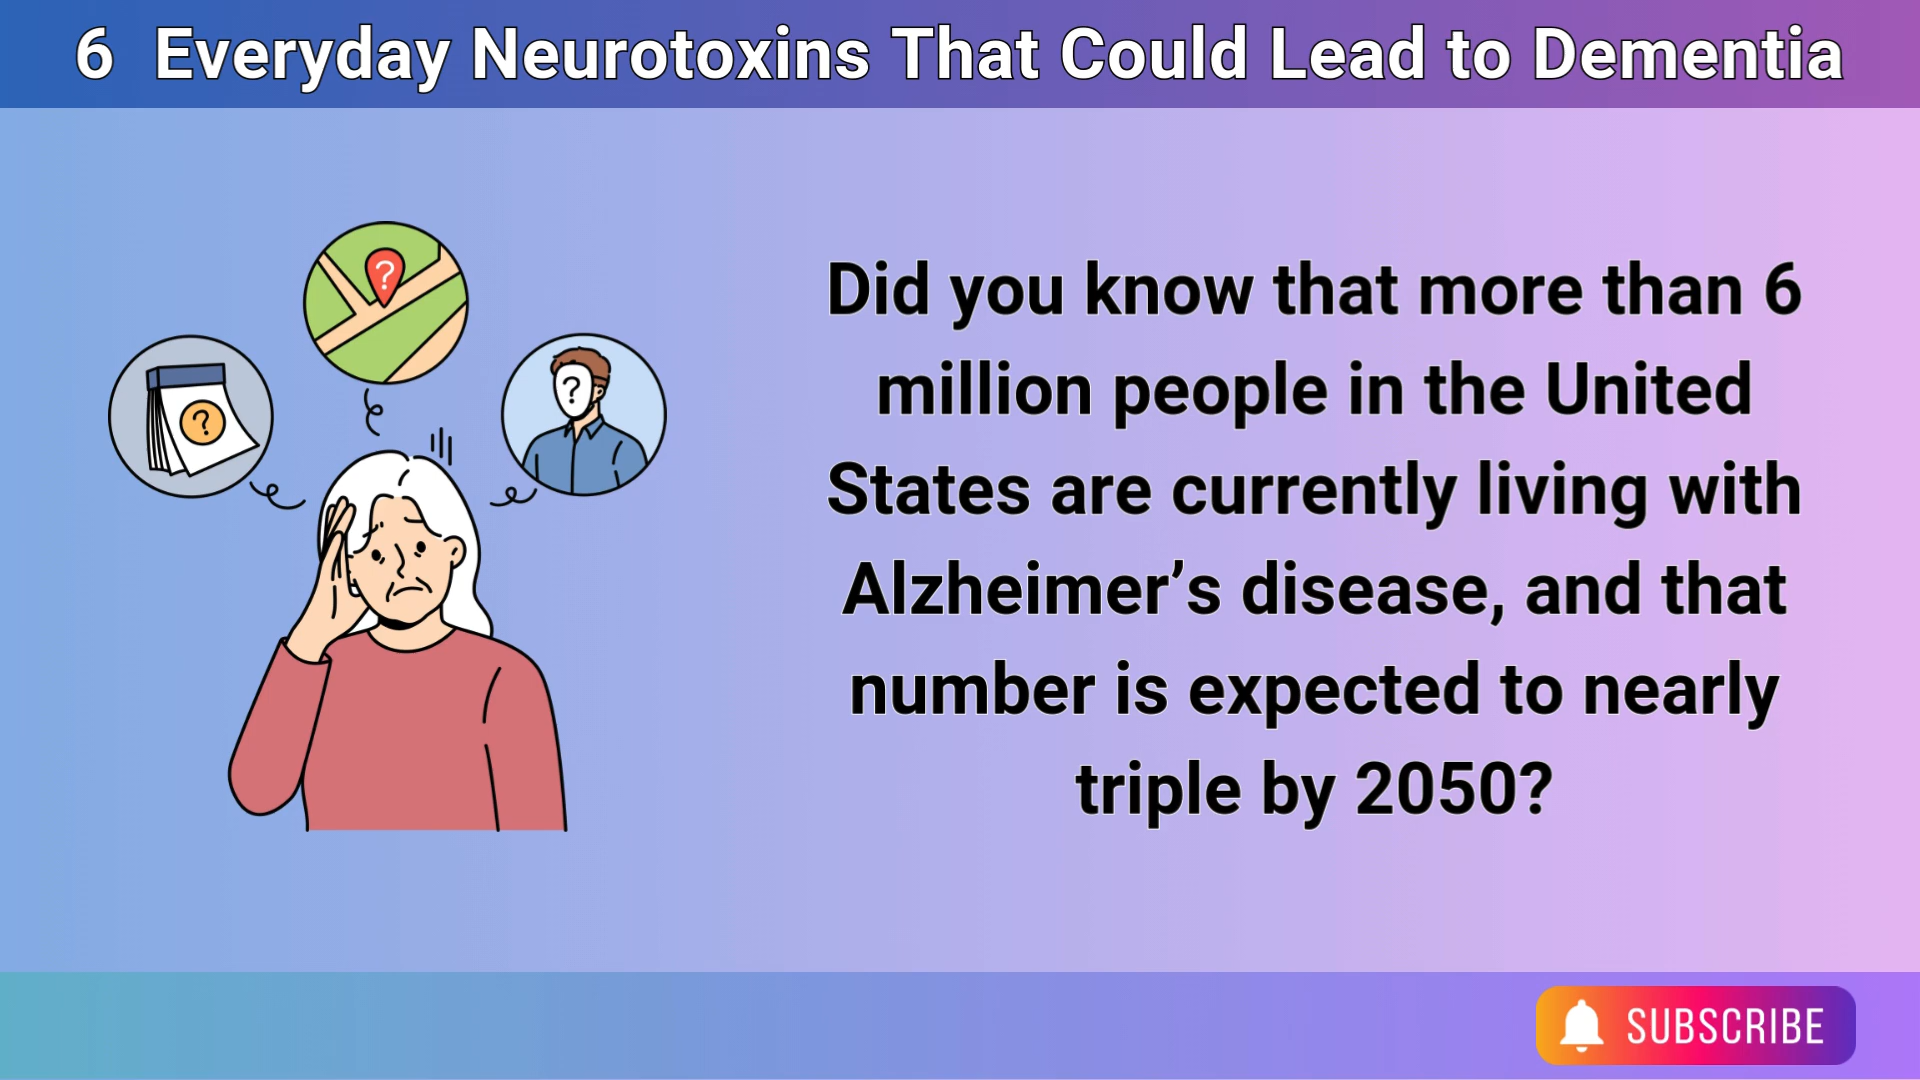 6 Everyday Neurotoxins That Could Lead to Dementia
?
?
?
Did you know that more than 6
million people in the United
States are currently living with
Alzheimer’s disease, and that
number is expected to nearly
triple by 2050?
SUBSCRIBE